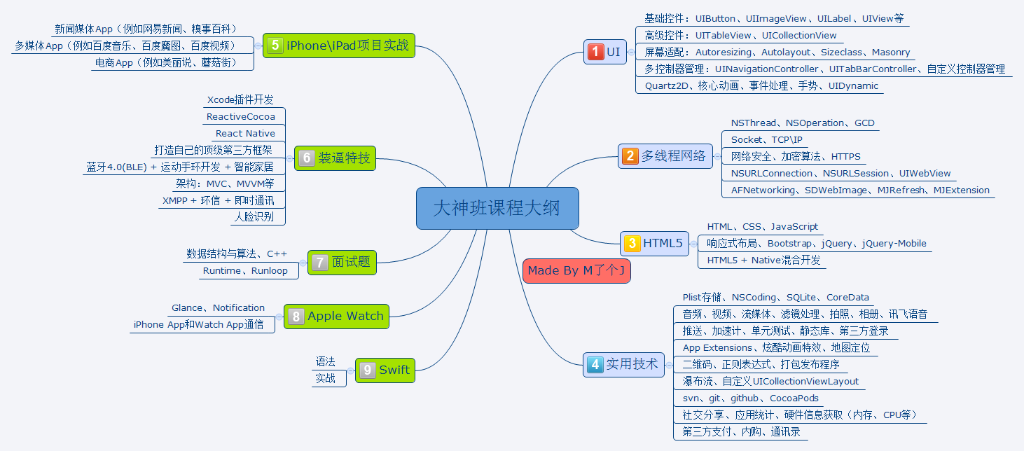 大神班课程大纲
Made By M了个J
1 UI
基础控件：UIButton、UIImageView、UILabel、UIView等
高级控件：UITableView、UICollectionView
屏幕适配：Autoresizing、Autolayout、Sizeclass、Masonry
多控制器管理：UINavigationController、UITabBarController、自定义控制器管理
Quartz2D、核心动画、事件处理、手势、UIDynamic
2 多线程网络
NSThread、NSOperation、GCD
Socket、TCP\IP
网络安全、加密算法、HTTPS
NSURLConnection、NSURLSession、UIWebView
AFNetworking、SDWebImage、MJRefresh、MJExtension
3 HTML5
HTML、CSS、JavaScript
响应式布局、Bootstrap、jQuery、jQuery-Mobile
HTML5 + Native混合开发
4 实用技术
Plist存储、NSCoding、SQLite、CoreData
音频、视频、流媒体、滤镜处理、拍照、相册、讯飞语音
推送、加速计、单元测试、静态库、第三方登录
App Extensions、炫酷动画特效、地图定位
二维码、正则表达式、打包发布程序
瀑布流、自定义UICollectionViewLayout
svn、git、github、CocoaPods
社交分享、应用统计、硬件信息获取（内存、CPU等）
第三方支付、内购、通讯录
5 iPhone\iPad项目实战
新闻媒体App（例如网易新闻、糗事百科）
多媒体App（例如百度音乐、百度魔图、百度视频）
电商App（例如美丽说、蘑菇街）
6 装逼特技
Xcode插件开发
ReactiveCocoa
React Native
打造自己的顶级第三方框架
蓝牙4.0(BLE) + 运动手环开发 + 智能家居
架构：MVC、MVVM等
XMPP + 环信 + 即时通讯
人脸识别
7 面试题
数据结构与算法、C++
Runtime、Runloop
8 Apple Watch
Glance、Notification
iPhone App和Watch App通信
9 Swift
语法
实战